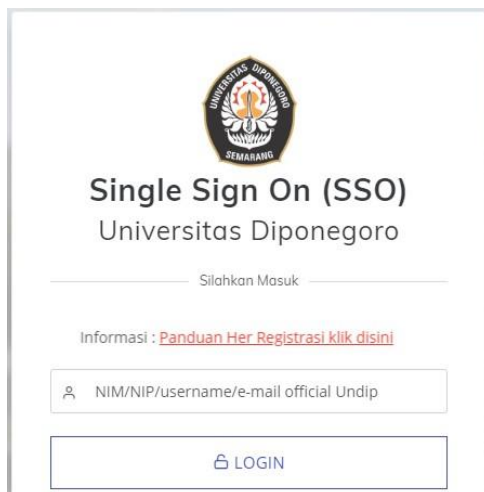 UNIVERSITAS DIPONEGORO
SEMARANG
Single Sign On (SSO)
Universitas Diponegoro
Silahkan Masuk
Informasi : Panduan Her Registrasi klik disini
NIM/NIP/username/e-mail official Undip
LOGIN